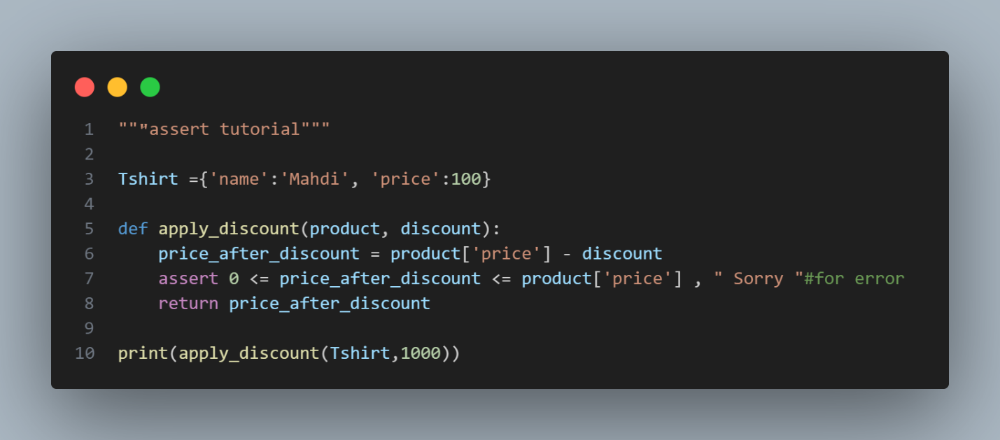 1 """assert tutorial"""
2
3 Tshirt ={'name':'Mahdi', 'price':100}
4
5 def apply_discount(product, discount):
6     price_after_discount = product['price'] - discount
7     assert 0 <= price_after_discount <= product['price'] , " Sorry "#for error
8     return price_after_discount
9
10 print(apply_discount(Tshirt,1000))